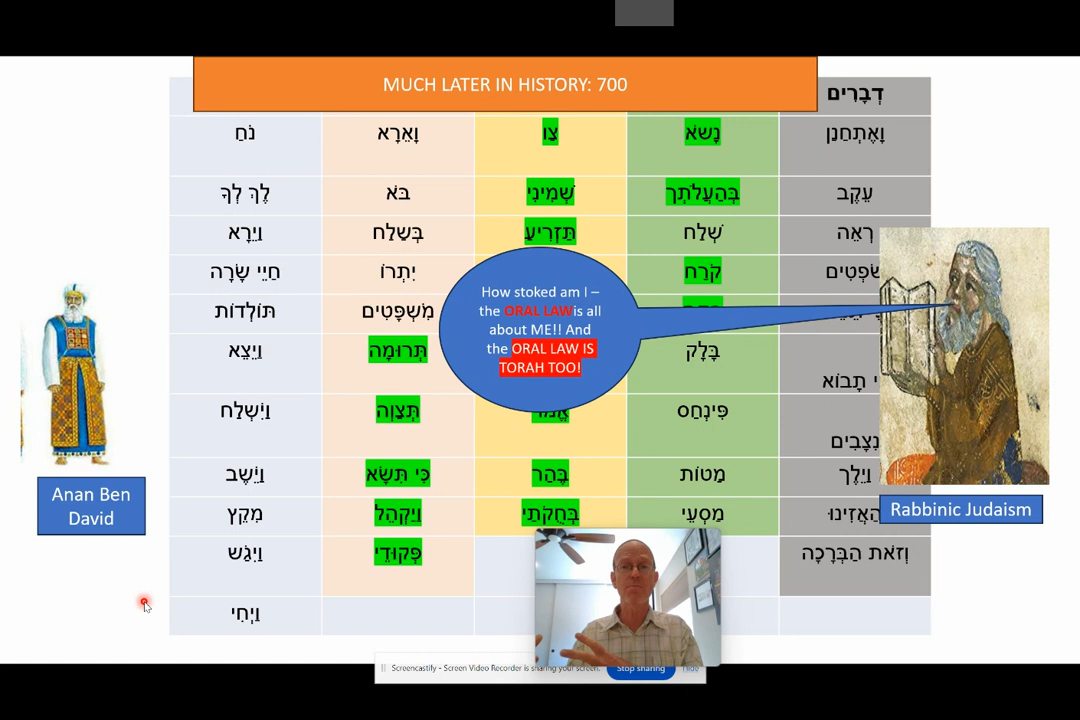 MUCH LATER IN HISTORY: 700
דְבָרִים
וָאֶתְחַנַן נָשֹׂא צַו וָאֵרָא נֹחַ
עֵקֶב בְּהַעֲלֹתְךָ שְׁמִינִי בֹּא לֶךְ לְךָ
רְאֵה שְׁלַח תַזְרִיעַ בְּשַׁלַח וַיֵרָא
שֹׁפְטִים קֹרַח יִתְרוֹ חַיֵי שָׂרָה
מִשְׁפָּטִים תּוֹלְדוֹת
תָבוֹא בָּלָק תְּרוּמָה וַיֵצֵא
פִּינְחַס תְּצַוֶה וַיִשְׁלַח
נִצָבִים
וַיֵלֶךְ מַטוֹת בְּהַר כִּי תִשָׂא וַיֵשֶׁב
הַאֲזִינוּ מַסְעֵי בְּחֻקֹתַי וַיַקְהֵל מִקֵץ
וְזֹאת הַבְּרָכָה פְּקוּדֵי וַיִגַשׁ
וַיְחִי
How stoked am I –
the ORAL LAW is all
about ME!! And
the ORAL LAW IS
TORAH TOO!
Anan Ben
David
Rabbinic Judaism
Screencastify - Screen Video Recorder is sharing your screen. Stop sharing Hide